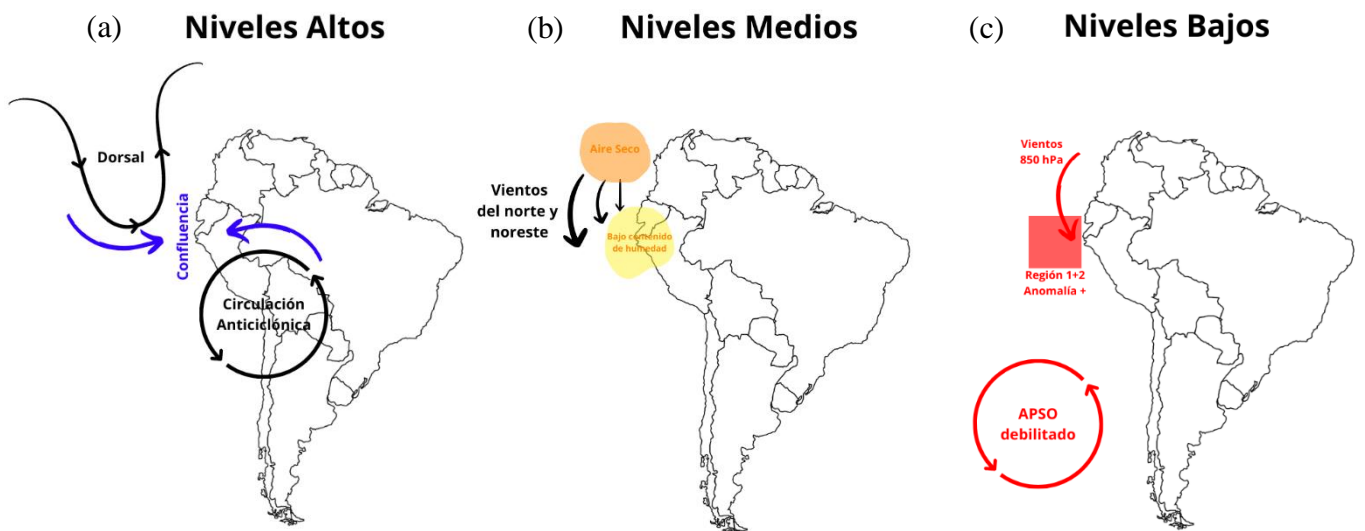 (a) Niveles Altos
Dorsal
Confluencia
Circulación
Anticiclónica
(b) Niveles Medios
Aire Seco
Vientos
del norte y
noreste
Bajo contenido
de humedad
(c) Niveles Bajos
Vientos
850 hPa
Región 1+2
Anomalía +
APSO
debilitado